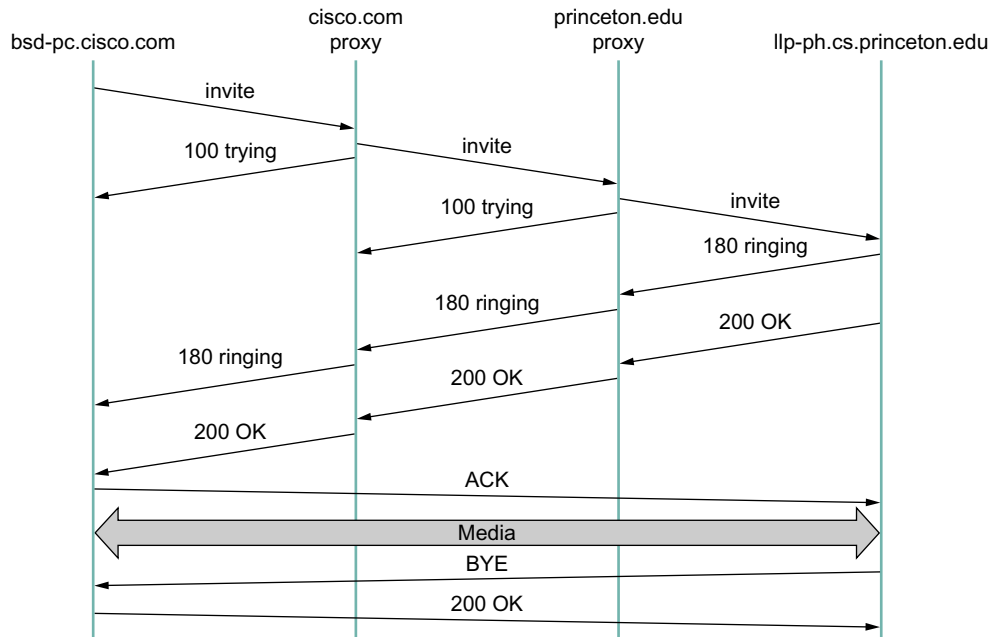 bsd-pc.cisco.com
cisco.com
proxy
princeton.edu
proxy
llp-ph.cs.princeton.edu
invite
100 trying
invite
100 trying
invite
180 ringing
180 ringing
200 OK
180 ringing
200 OK
200 OK
ACK
Media
BYE
200 OK